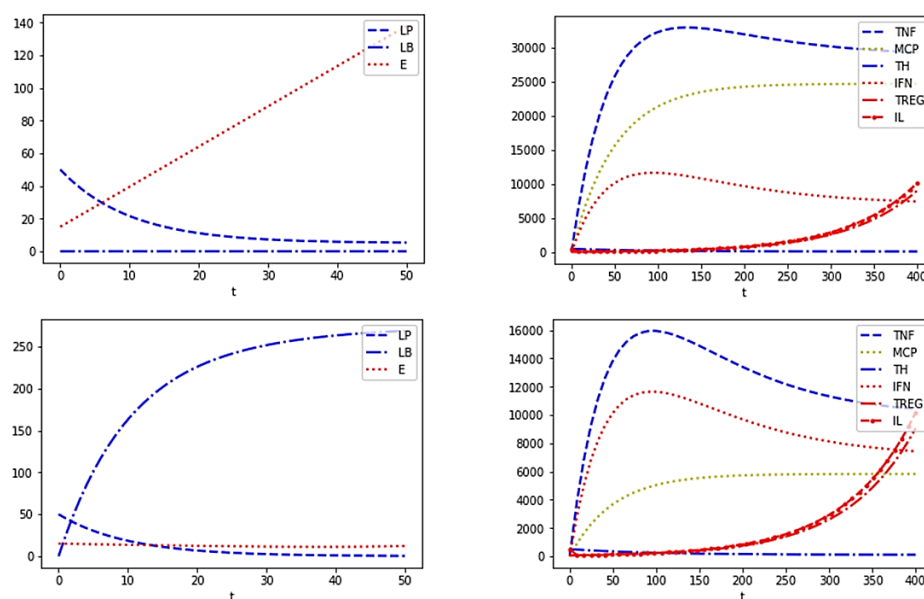 140
120
100
80
60
40
20
0
LP
LB
E
0 10 20 30 40 50
t
30000
25000
20000
15000
10000
5000
0
TNF
MCP
TH
IFN
TREG
IL
0 50 100 150 200 250 300 350 400
t
250
200
150
100
50
0
LP
LB
E
0 10 20 30 40 50
t
16000
14000
12000
10000
8000
6000
4000
2000
0
TNF
MCP
TH
IFN
TREG
IL
0 50 100 150 200 250 300 350 400
t